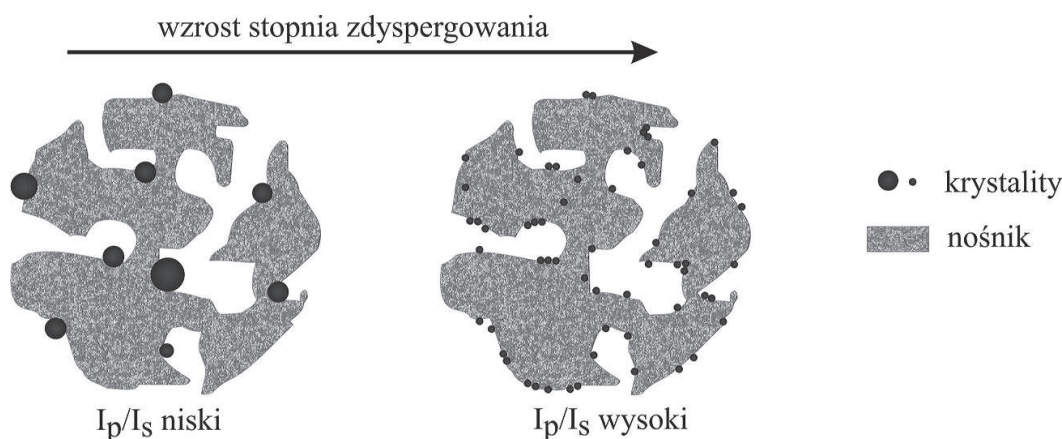 wzrost stopnia zdyspergowania
krystality
nośnik
Ip/Is niski
Ip/Is wysoki